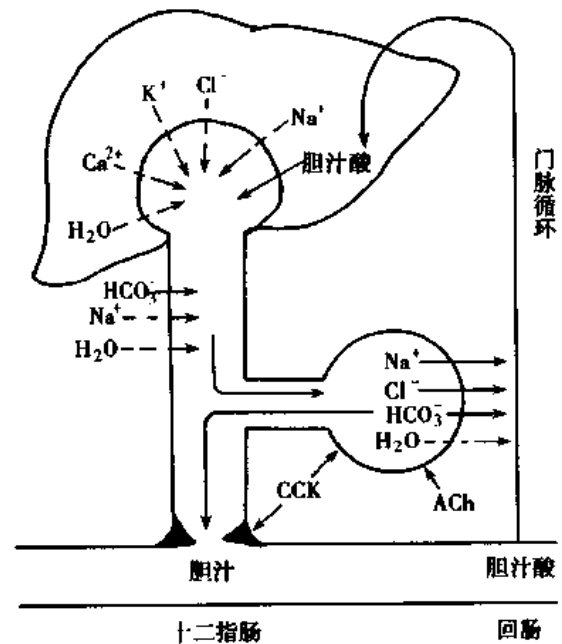 Cl⁻
K⁺
Na⁺
Ca²⁺
胆汁酸
H₂O
门脉循环
HCO₃⁻
Na⁺
H₂O
Na⁺
Cl⁻
HCO₃⁻
H₂O
CCK
ACh
胆汁
胆汁酸
十二指肠
回肠